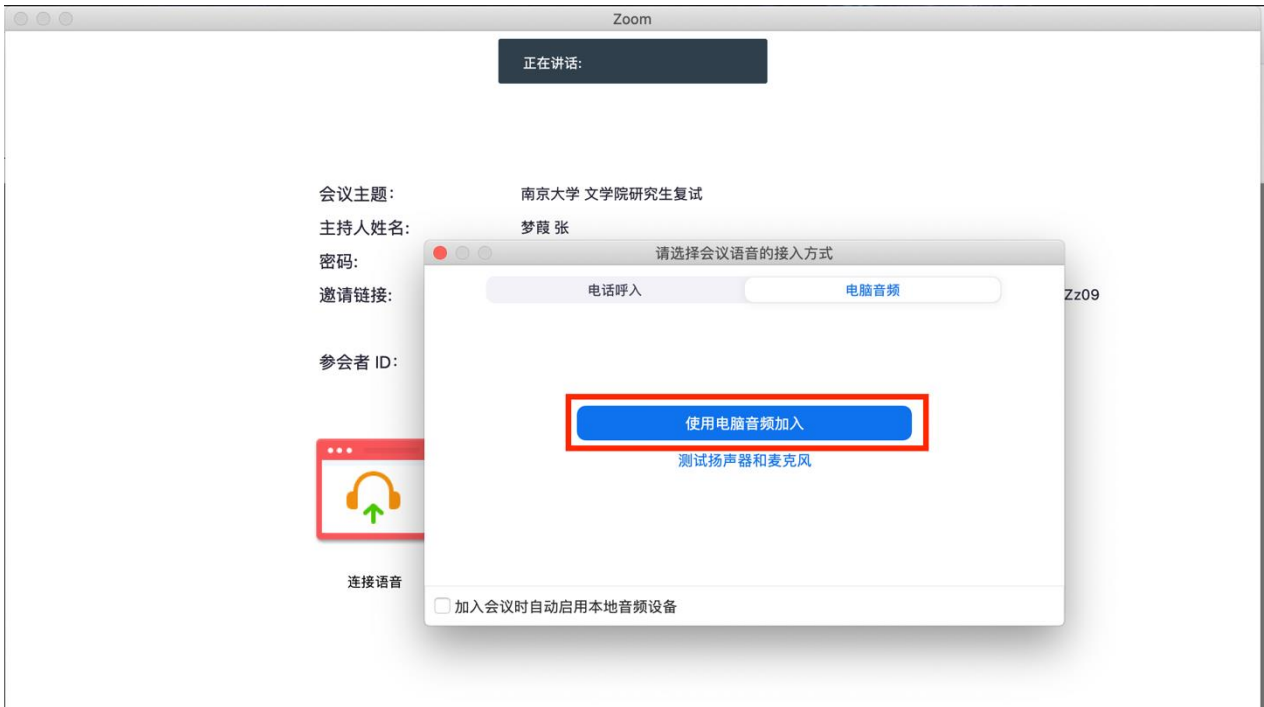 Zoom
正在讲话:
会议主题: 南京大学 文学院研究生复试
主持人姓名: 梦葭 张
密码:
邀请链接: Zz09
参会者 ID:
请选择会议语音的接入方式
电话呼入 电脑音频
使用电脑音频加入
测试扬声器和麦克风
连接语音
加入会议时自动启用本地音频设备